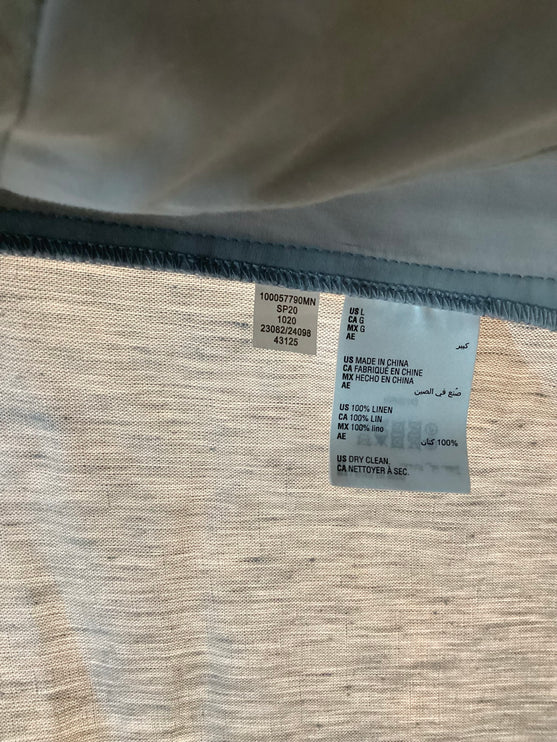 100057790MN
SP20
1020
23082/24098
43125
US L
CA G
MX G
AE
كبير
US MADE IN CHINA
CA FABRIQUÉ EN CHINE
MX HECHO EN CHINA
AE
صنع في الصين
US 100% LINEN
CA 100% LIN
MX 100% lino
AE
100% كتان
US DRY CLEAN.
CA NETTOYER À SEC.